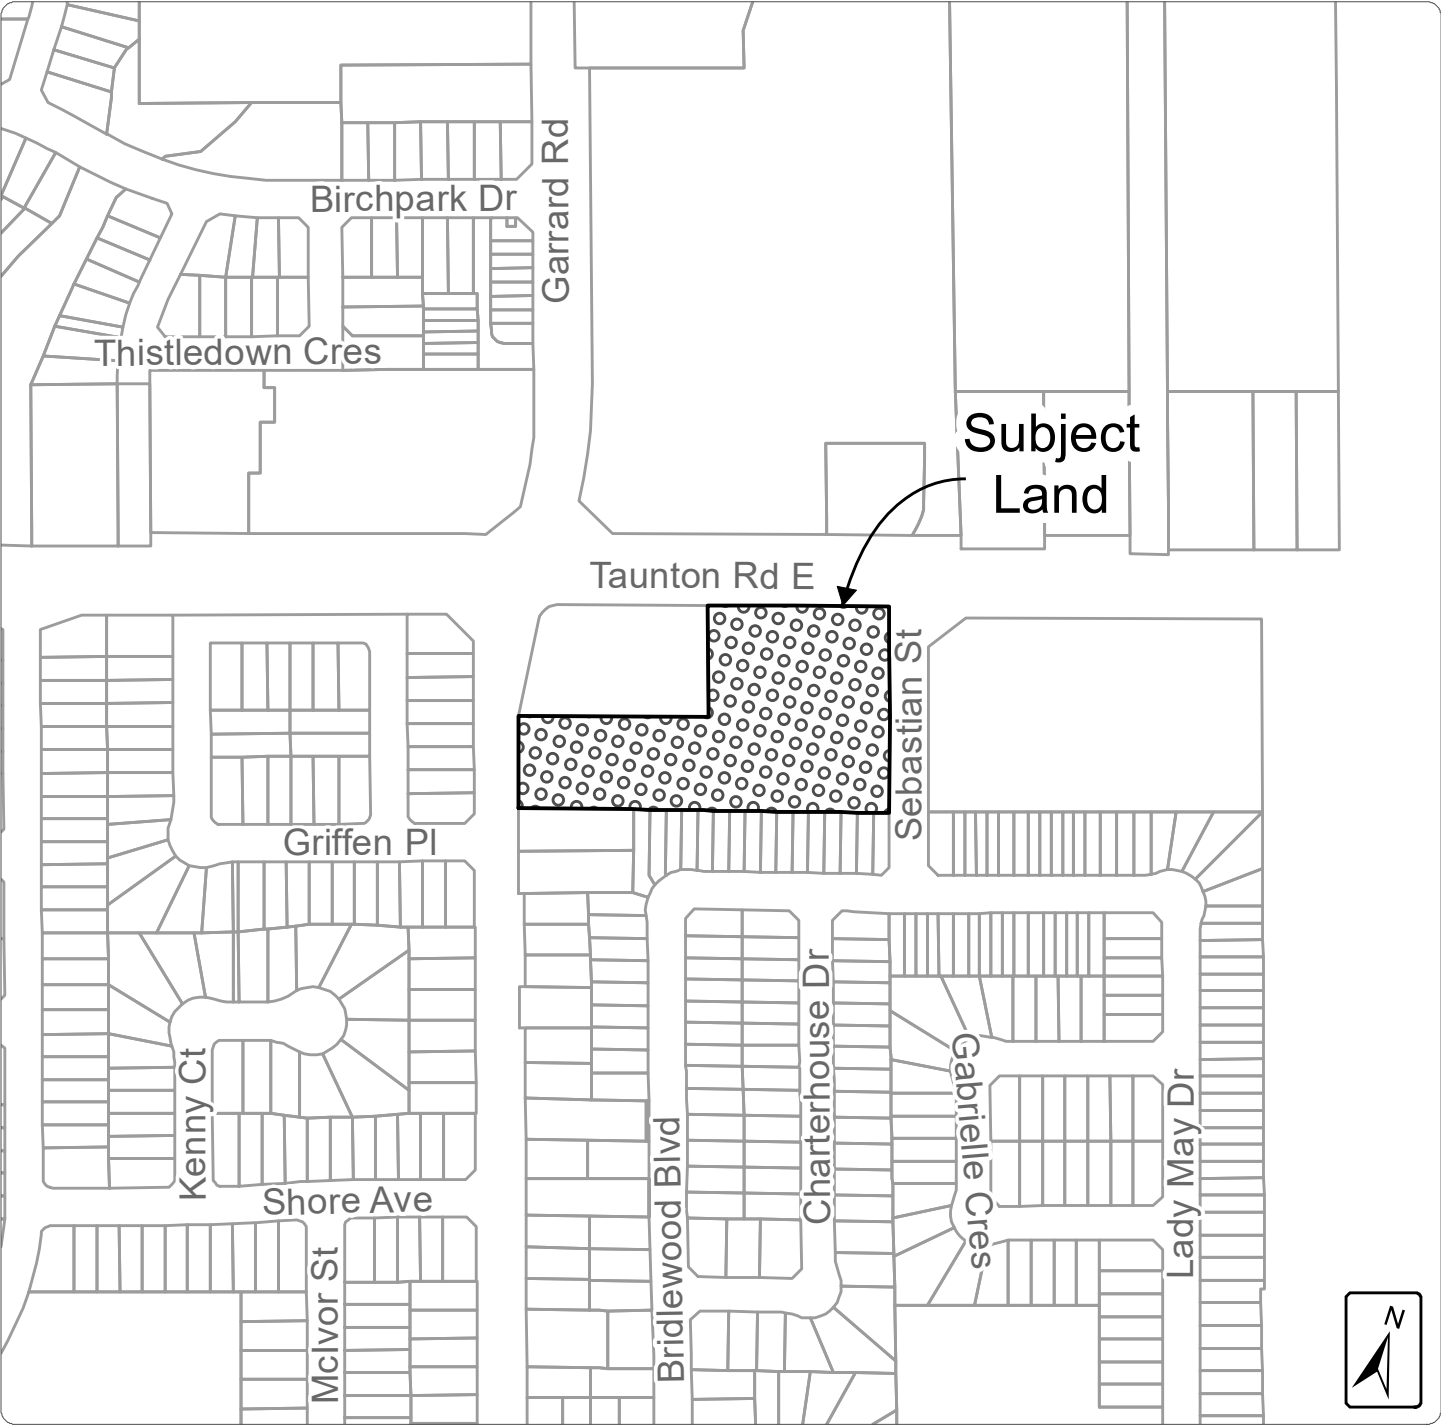 Garrard Rd
Birchpark Dr
Thistledown Cres
Subject
Land
Taunton Rd E
Sebastian St
Griffen Pl
Charterhouse Dr
Gabrielle Cres
Kenny Ct
Lady May Dr
Bridlewood Blvd
Shore Ave
McIvor St
N